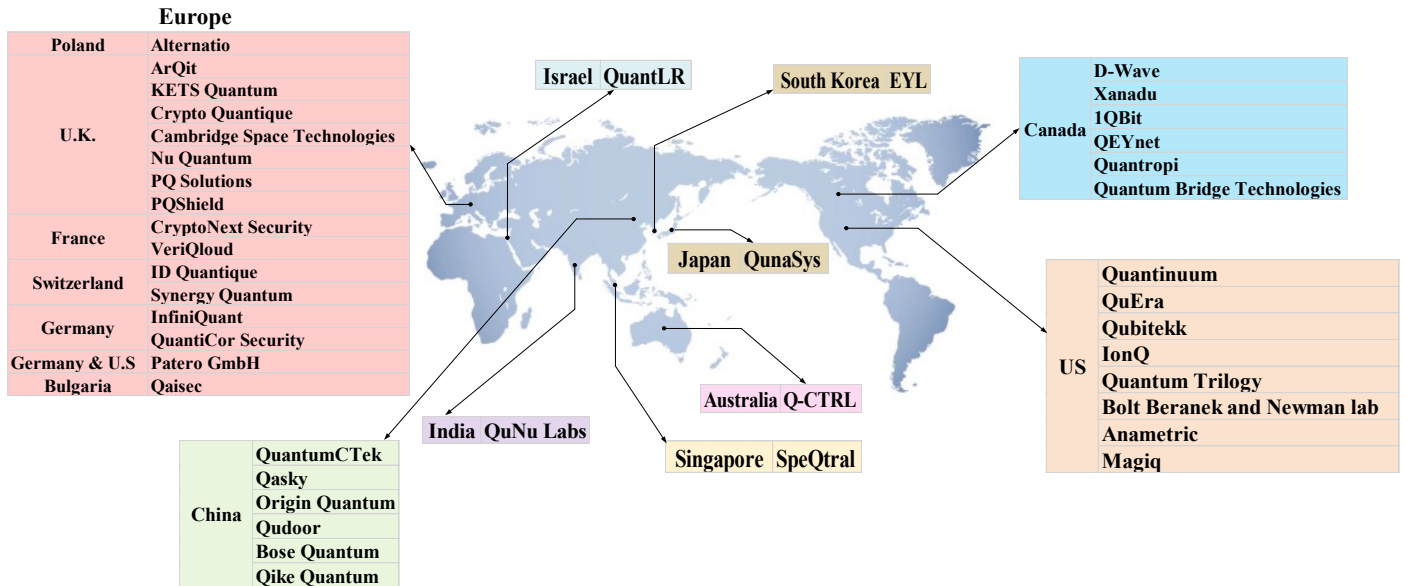 Europe
Poland Alternatio
U.K. ArQit
KETS Quantum
Crypto Quantique
Cambridge Space Technologies
Nu Quantum
PQ Solutions
PQShield
France CryptoNext Security
VeriQloud
Switzerland ID Quantique
Synergy Quantum
Germany InfiniQuant
QuantiCor Security
Germany & U.S Patero GmbH
Bulgaria Qaisec
Israel QuantLR
South Korea EYL
Canada D-Wave
Xanadu
1QBit
QEYnet
Quantropi
Quantum Bridge Technologies
Japan QunaSys
US Quantinuum
QuEra
Qubitekk
IonQ
Quantum Trilogy
Bolt Beranek and Newman lab
Anametric
Magiq
Australia Q-CTRL
India QuNu Labs
Singapore SpeQtral
China QuantumCTek
Qasky
Origin Quantum
Qudoor
Bose Quantum
Qike Quantum